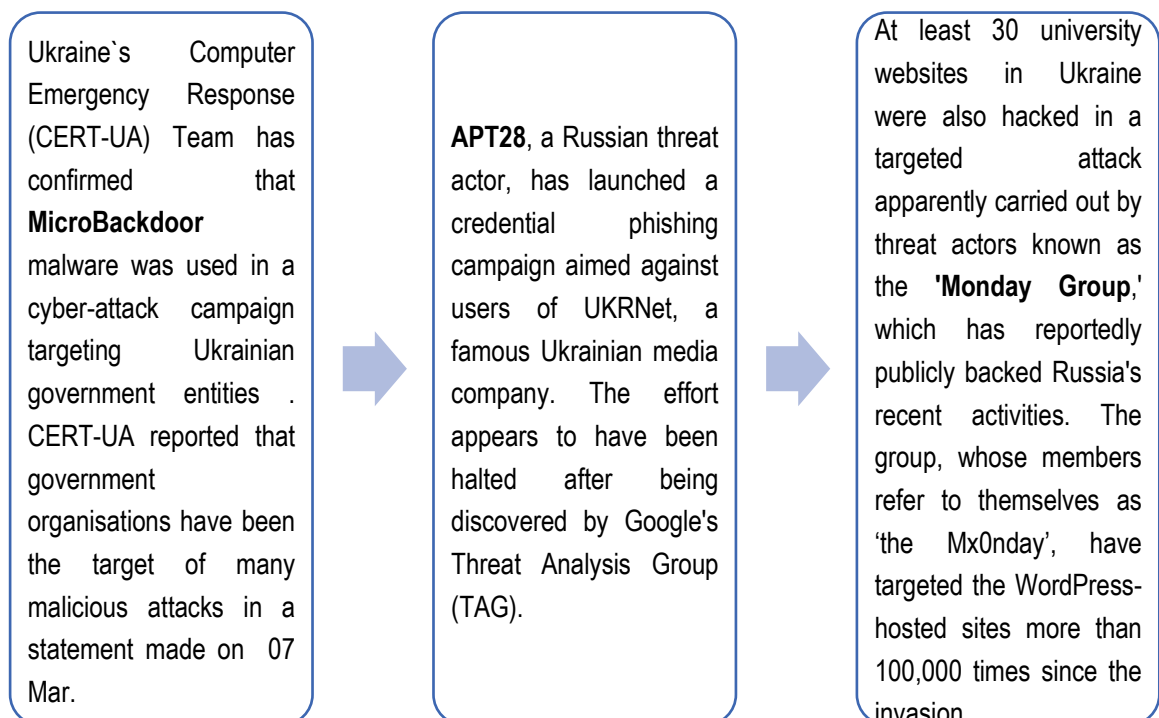 Ukraine`s Computer
Emergency Response
(CERT-UA) Team has
confirmed that
MicroBackdoor
malware was used in a
cyber-attack campaign
targeting Ukrainian
government entities .
CERT-UA reported that
government
organisations have been
the target of many
malicious attacks in a
statement made on 07
Mar.
APT28, a Russian threat
actor, has launched a
credential phishing
campaign aimed against
users of UKRNet, a
famous Ukrainian media
company. The effort
appears to have been
halted after being
discovered by Google's
Threat Analysis Group
(TAG).
At least 30 university
websites in Ukraine
were also hacked in a
targeted attack
apparently carried out by
threat actors known as
the 'Monday Group,'
which has reportedly
publicly backed Russia's
recent activities. The
group, whose members
refer to themselves as
‘the Mx0nday’, have
targeted the WordPress-
hosted sites more than
100,000 times since the
invasion